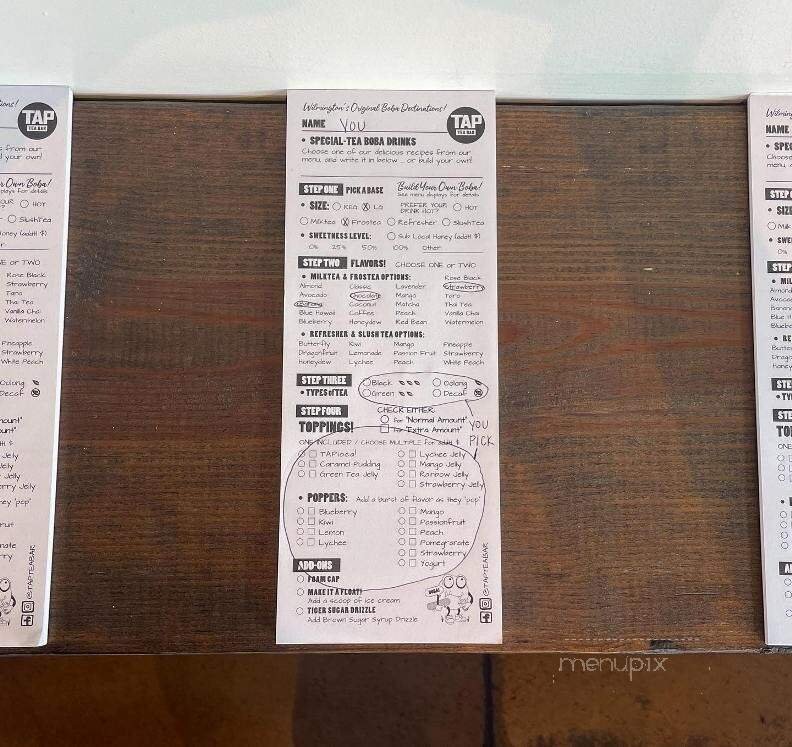 Wilmington's Original Boba Destinations!
TAP
TEA BAR
NAME YOU
• SPECIAL-TEA BOBA DRINKS
Choose one of our delicious recipes from our
menu, and write it in below ... or build your own!
STEP ONE PICK A BASE Build Your Own Boba!
See menu displays for details
• SIZE: REG LG PREFER YOUR DRINK HOT? HOT
Milktea Frostea Refresher SlushTea
• SWEETNESS LEVEL: Sub Local Honey (addtl $)
0% 25% 50% 100% Other
STEP TWO FLAVORS! CHOOSE ONE or TWO
• MILKTEA & FROSTEA OPTIONS: Rose Black
Almond Classic Lavender Strawberry
Avocado Chocolate Mango Taro
Banana Coconut Matcha Thai Tea
Blue Hawaii Coffee Peach Vanilla Chai
Blueberry Honeydew Red Bean Watermelon
• REFRESHER & SLUSH TEA OPTIONS:
Butterfly Kiwi Mango Pineapple
Dragonfruit Lemonade Passion Fruit Strawberry
Honeydew Lychee Peach White Peach
STEP THREE Black Oolong
• TYPES of TEA Green Decaf
STEP FOUR CHECK EITHER:
TOPPINGS! for "Normal Amount"
for "Extra Amount"
YOU
PICK
ONE INCLUDED / CHOOSE MULTIPLE for addtl $
TAPioca! Lychee Jelly
Caramel Pudding Mango Jelly
Green Tea Jelly Rainbow Jelly
Strawberry Jelly
• POPPERS: Add a burst of flavor as they "pop"
Blueberry Mango
Kiwi Passionfruit
Lemon Peach
Lychee Pomegranate
Strawberry
Yogurt
ADD-ONS
FOAM CAP
MAKE IT A FLOAT!
Add a scoop of ice cream
TIGER SUGAR DRIZZLE
Add Brown Sugar Syrup Drizzle
@TAPTEABAR
menupix